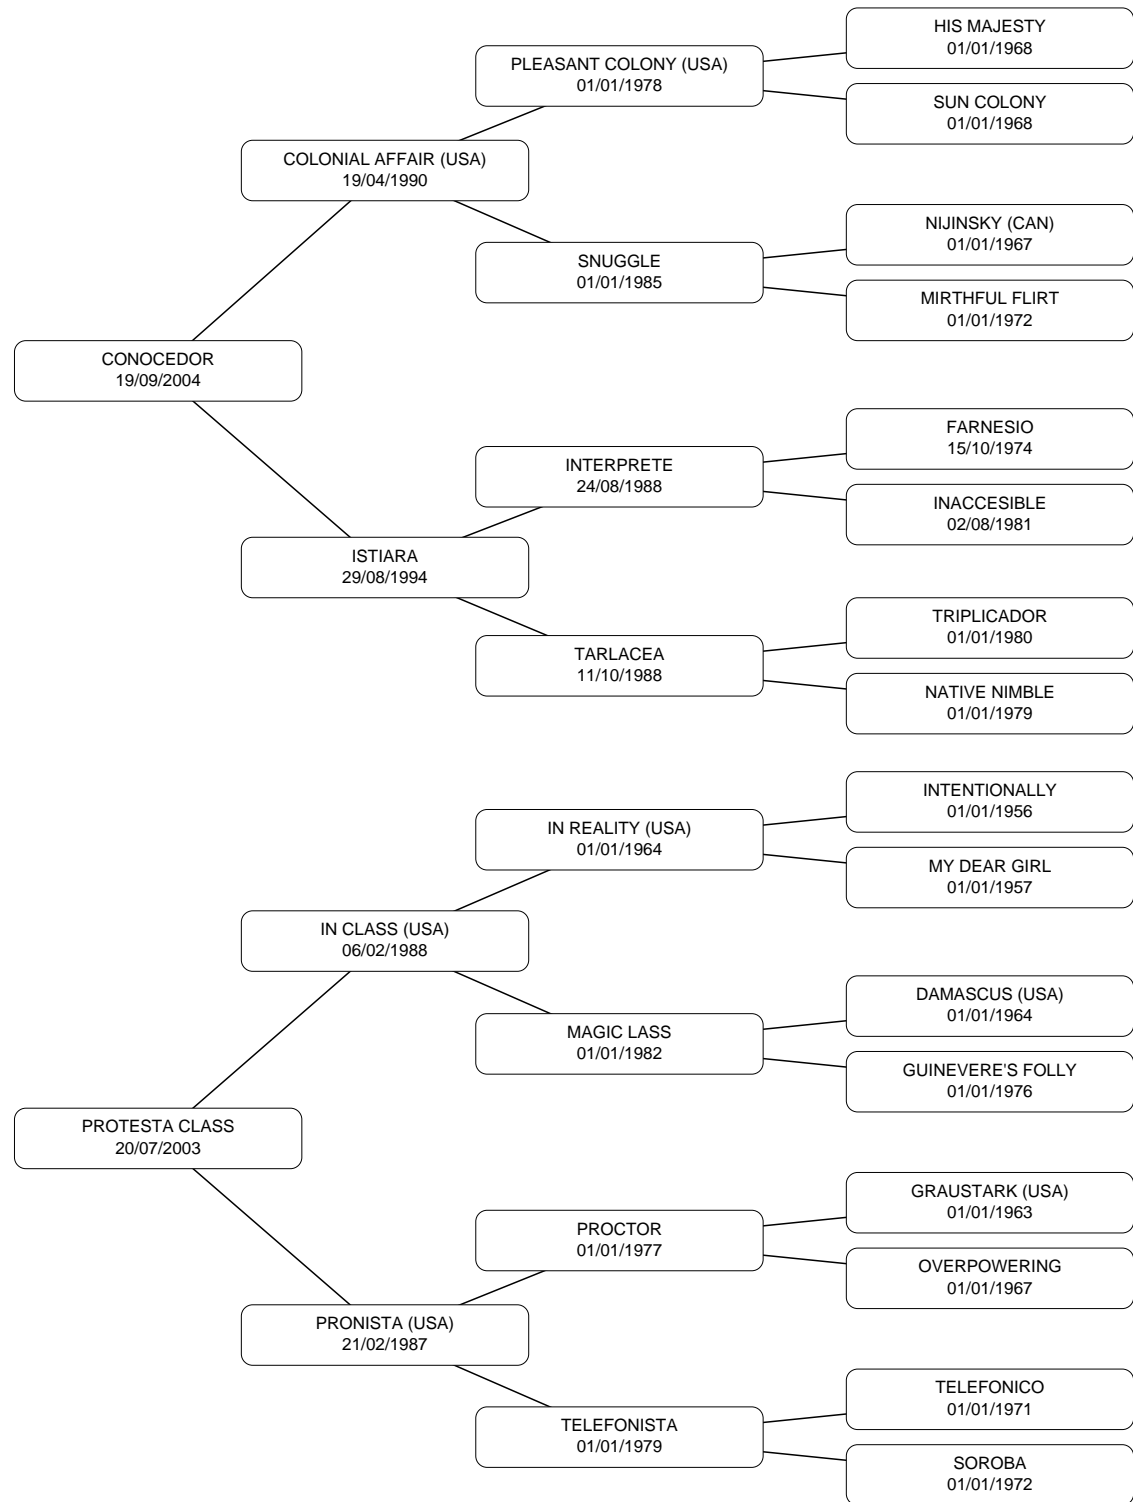 HIS MAJESTY
01/01/1968
PLEASANT COLONY (USA)
01/01/1978
SUN COLONY
01/01/1968
COLONIAL AFFAIR (USA)
19/04/1990
NIJINSKY (CAN)
01/01/1967
SNUGGLE
01/01/1985
MIRTHFUL FLIRT
01/01/1972
CONOCEDOR
19/09/2004
FARNESIO
15/10/1974
INTERPRETE
24/08/1988
INACCESIBLE
02/08/1981
ISTIARA
29/08/1994
TRIPLICADOR
01/01/1980
TARLACEA
11/10/1988
NATIVE NIMBLE
01/01/1979
INTENTIONALLY
01/01/1956
IN REALITY (USA)
01/01/1964
MY DEAR GIRL
01/01/1957
IN CLASS (USA)
06/02/1988
DAMASCUS (USA)
01/01/1964
MAGIC LASS
01/01/1982
GUINEVERE'S FOLLY
01/01/1976
PROTESTA CLASS
20/07/2003
GRAUSTARK (USA)
01/01/1963
PROCTOR
01/01/1977
OVERPOWERING
01/01/1967
PRONISTA (USA)
21/02/1987
TELEFONICO
01/01/1971
TELEFONISTA
01/01/1979
SOROBA
01/01/1972